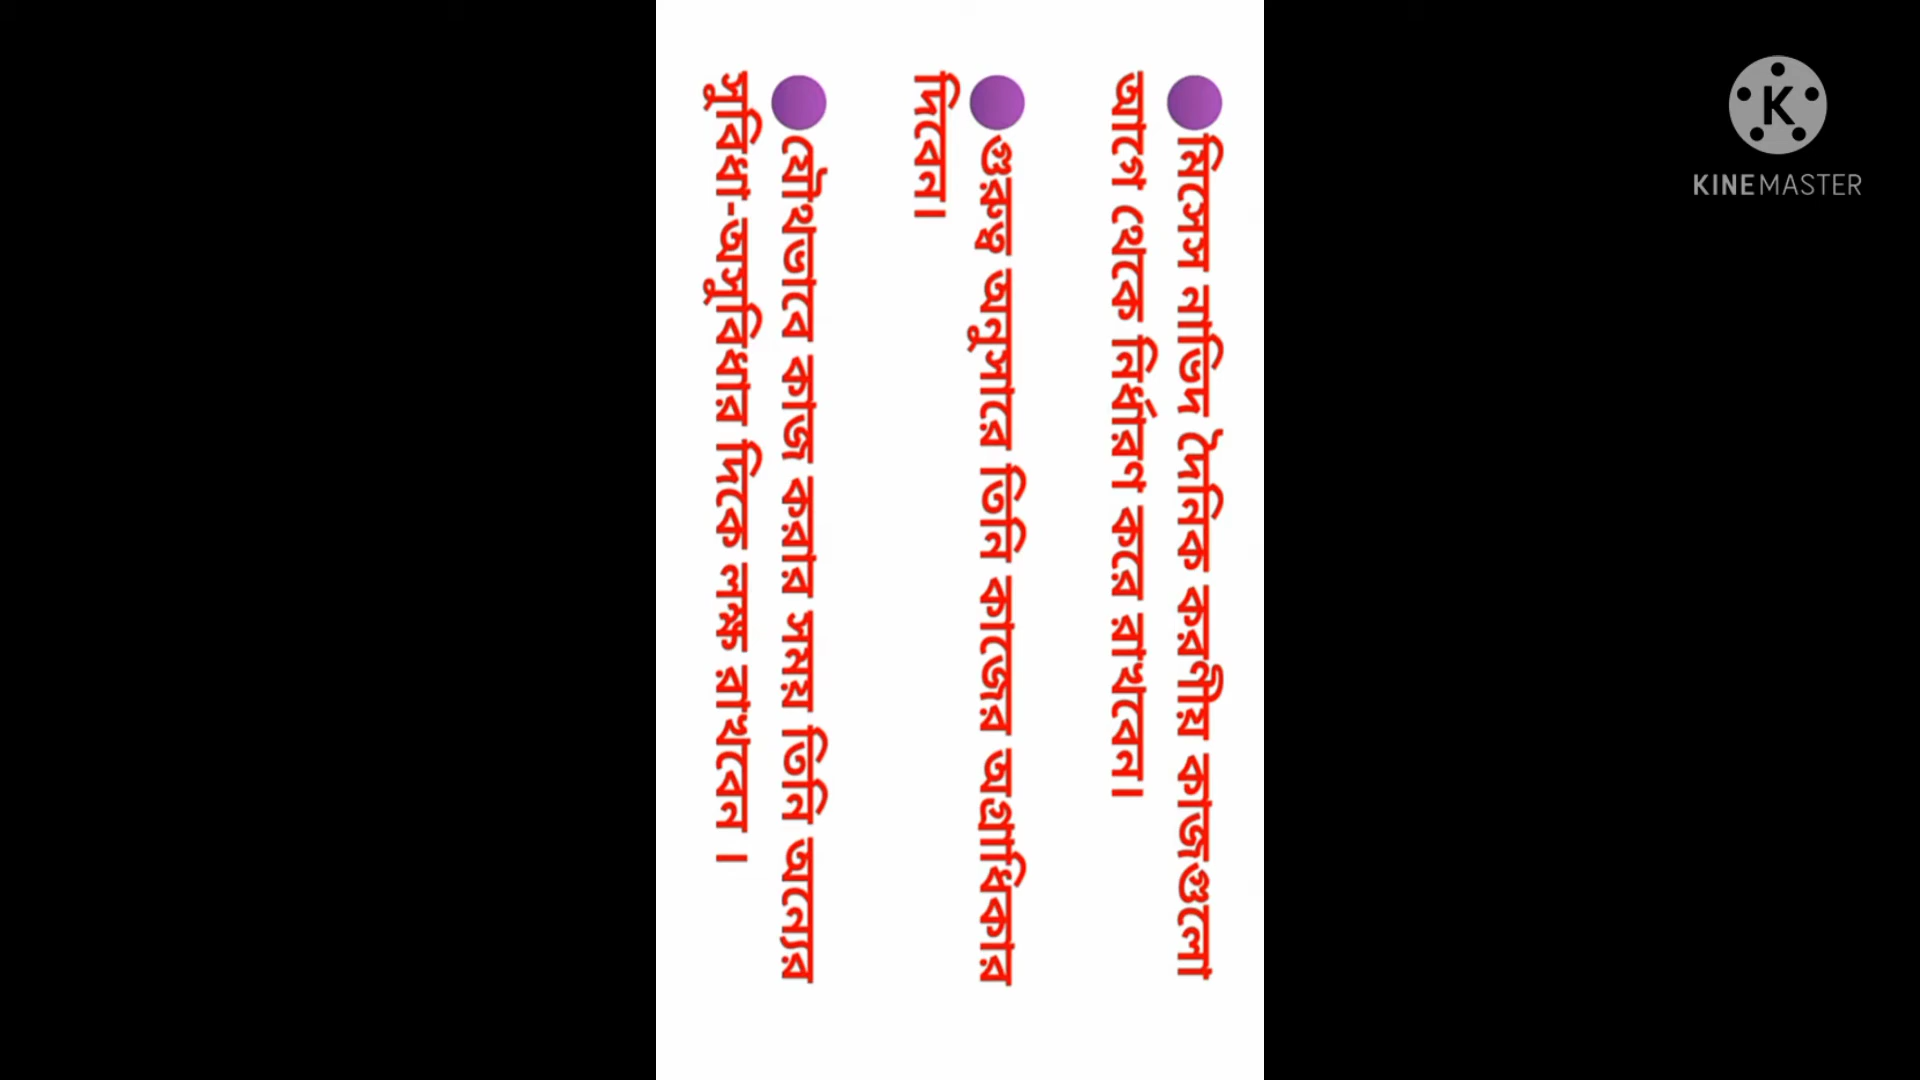 মিসেস নাভিদ দৈনিক করণীয় কাজগুলো
আগে থেকে নির্ধারণ করে রাখবেন।
গুরুত্ব অনুসারে তিনি কাজের অগ্রাধিকার
দিবেন।
যৌথভাবে কাজ করার সময় তিনি অন্যের
সুবিধা-অসুবিধার দিকে লক্ষ রাখবেন ।
K
KINEMASTER